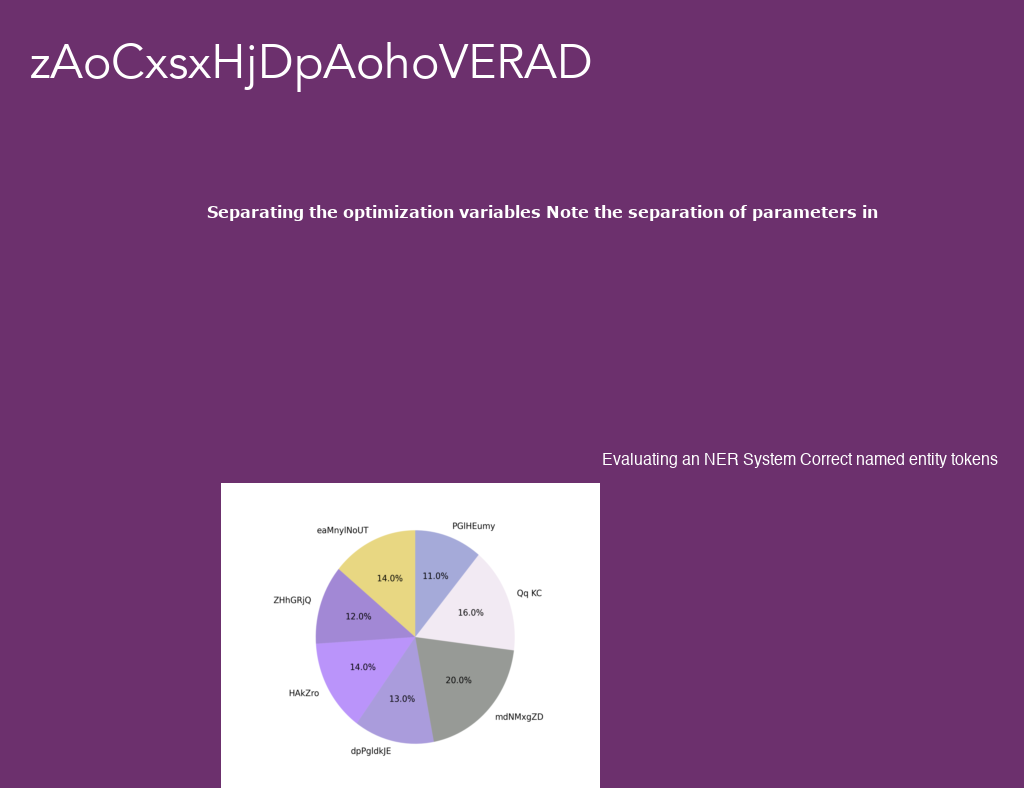 zAoCxsxHjDpAohoVERAD
Separating the optimization variables Note the separation of parameters in
Evaluating an NER System Correct named entity tokens
eaMnylNoUT
PGlHEumy
14.0%
11.0%
Qq KC
ZHhGRjQ
12.0%
16.0%
14.0%
20.0%
HAkZro
13.0%
mdNMxgZD
dpPgldkJE